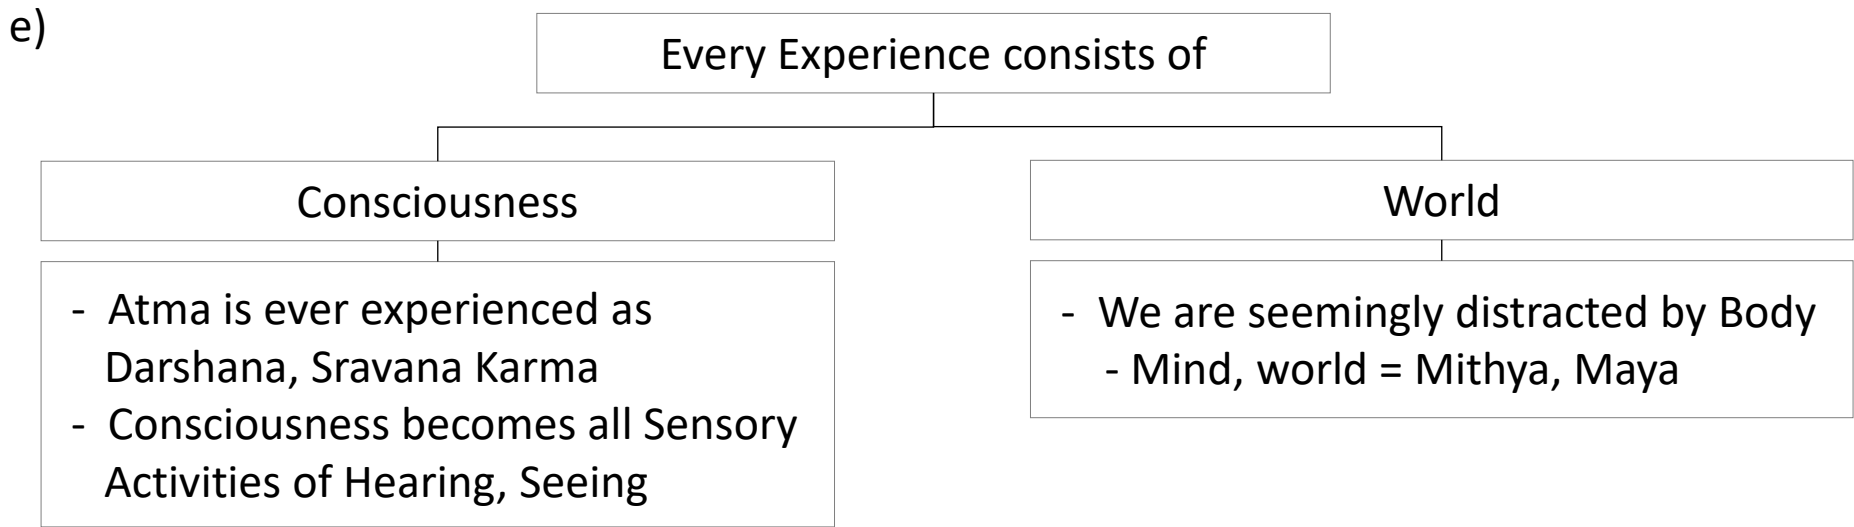 e)
Every Experience consists of
Consciousness
- Atma is ever experienced as
Darshana, Sravana Karma
- Consciousness becomes all Sensory
Activities of Hearing, Seeing
World
- We are seemingly distracted by Body
- Mind, world = Mithya, Maya